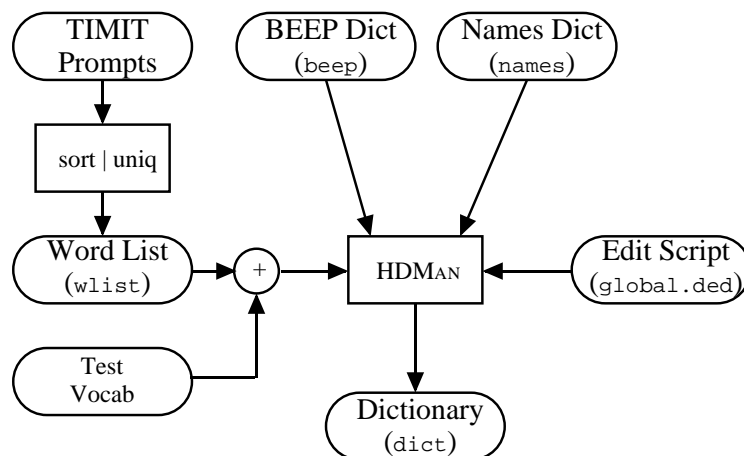 TIMIT
Prompts
BEEP Dict
(beep)
Names Dict
(names)
sort | uniq
Word List
(wlist)
+
HDMAN
Edit Script
(global.ded)
Test
Vocab
Dictionary
(dict)